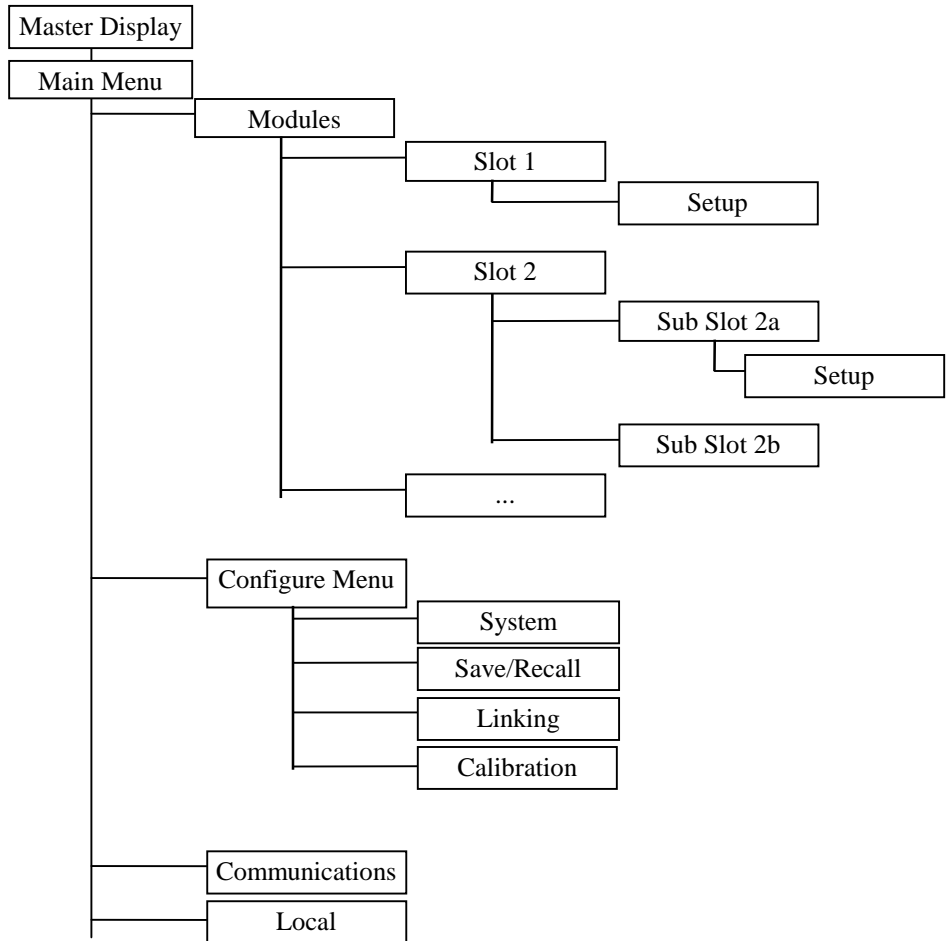 Master Display
Main Menu
Modules
Slot 1
Setup
Slot 2
Sub Slot 2a
Setup
Sub Slot 2b
...
Configure Menu
System
Save/Recall
Linking
Calibration
Communications
Local